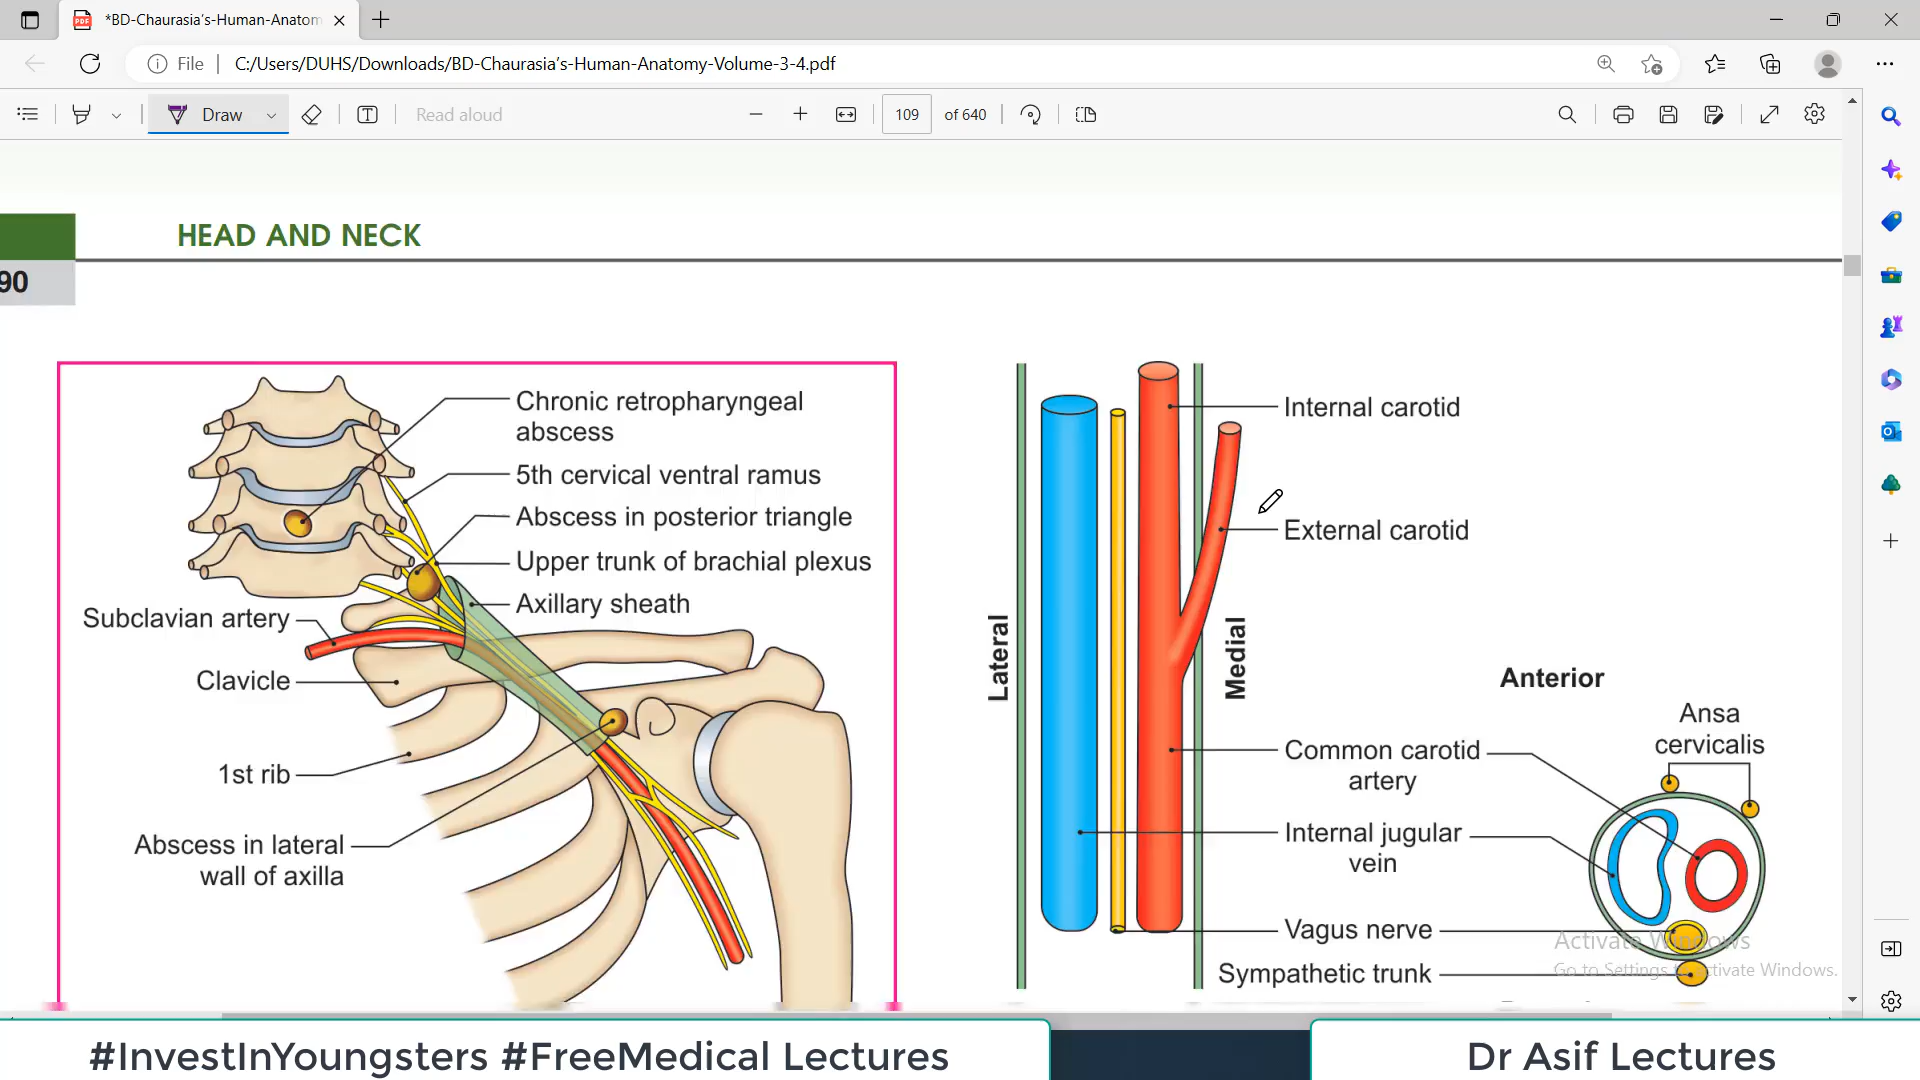 *BD-Chaurasia’s-Human-Anatom
File
C:/Users/DUHS/Downloads/BD-Chaurasia’s-Human-Anatomy-Volume-3-4.pdf
Draw
Read aloud
109
of 640
HEAD AND NECK
90
Chronic retropharyngeal
abscess
5th cervical ventral ramus
Abscess in posterior triangle
Upper trunk of brachial plexus
Axillary sheath
Subclavian artery
Clavicle
1st rib
Abscess in lateral
wall of axilla
Lateral
Medial
Internal carotid
External carotid
Common carotid
artery
Internal jugular
vein
Vagus nerve
Sympathetic trunk
Anterior
Ansa
cervicalis
Activate Windows
Go to Settings to activate Windows.
#InvestInYoungsters #FreeMedical Lectures
Dr Asif Lectures